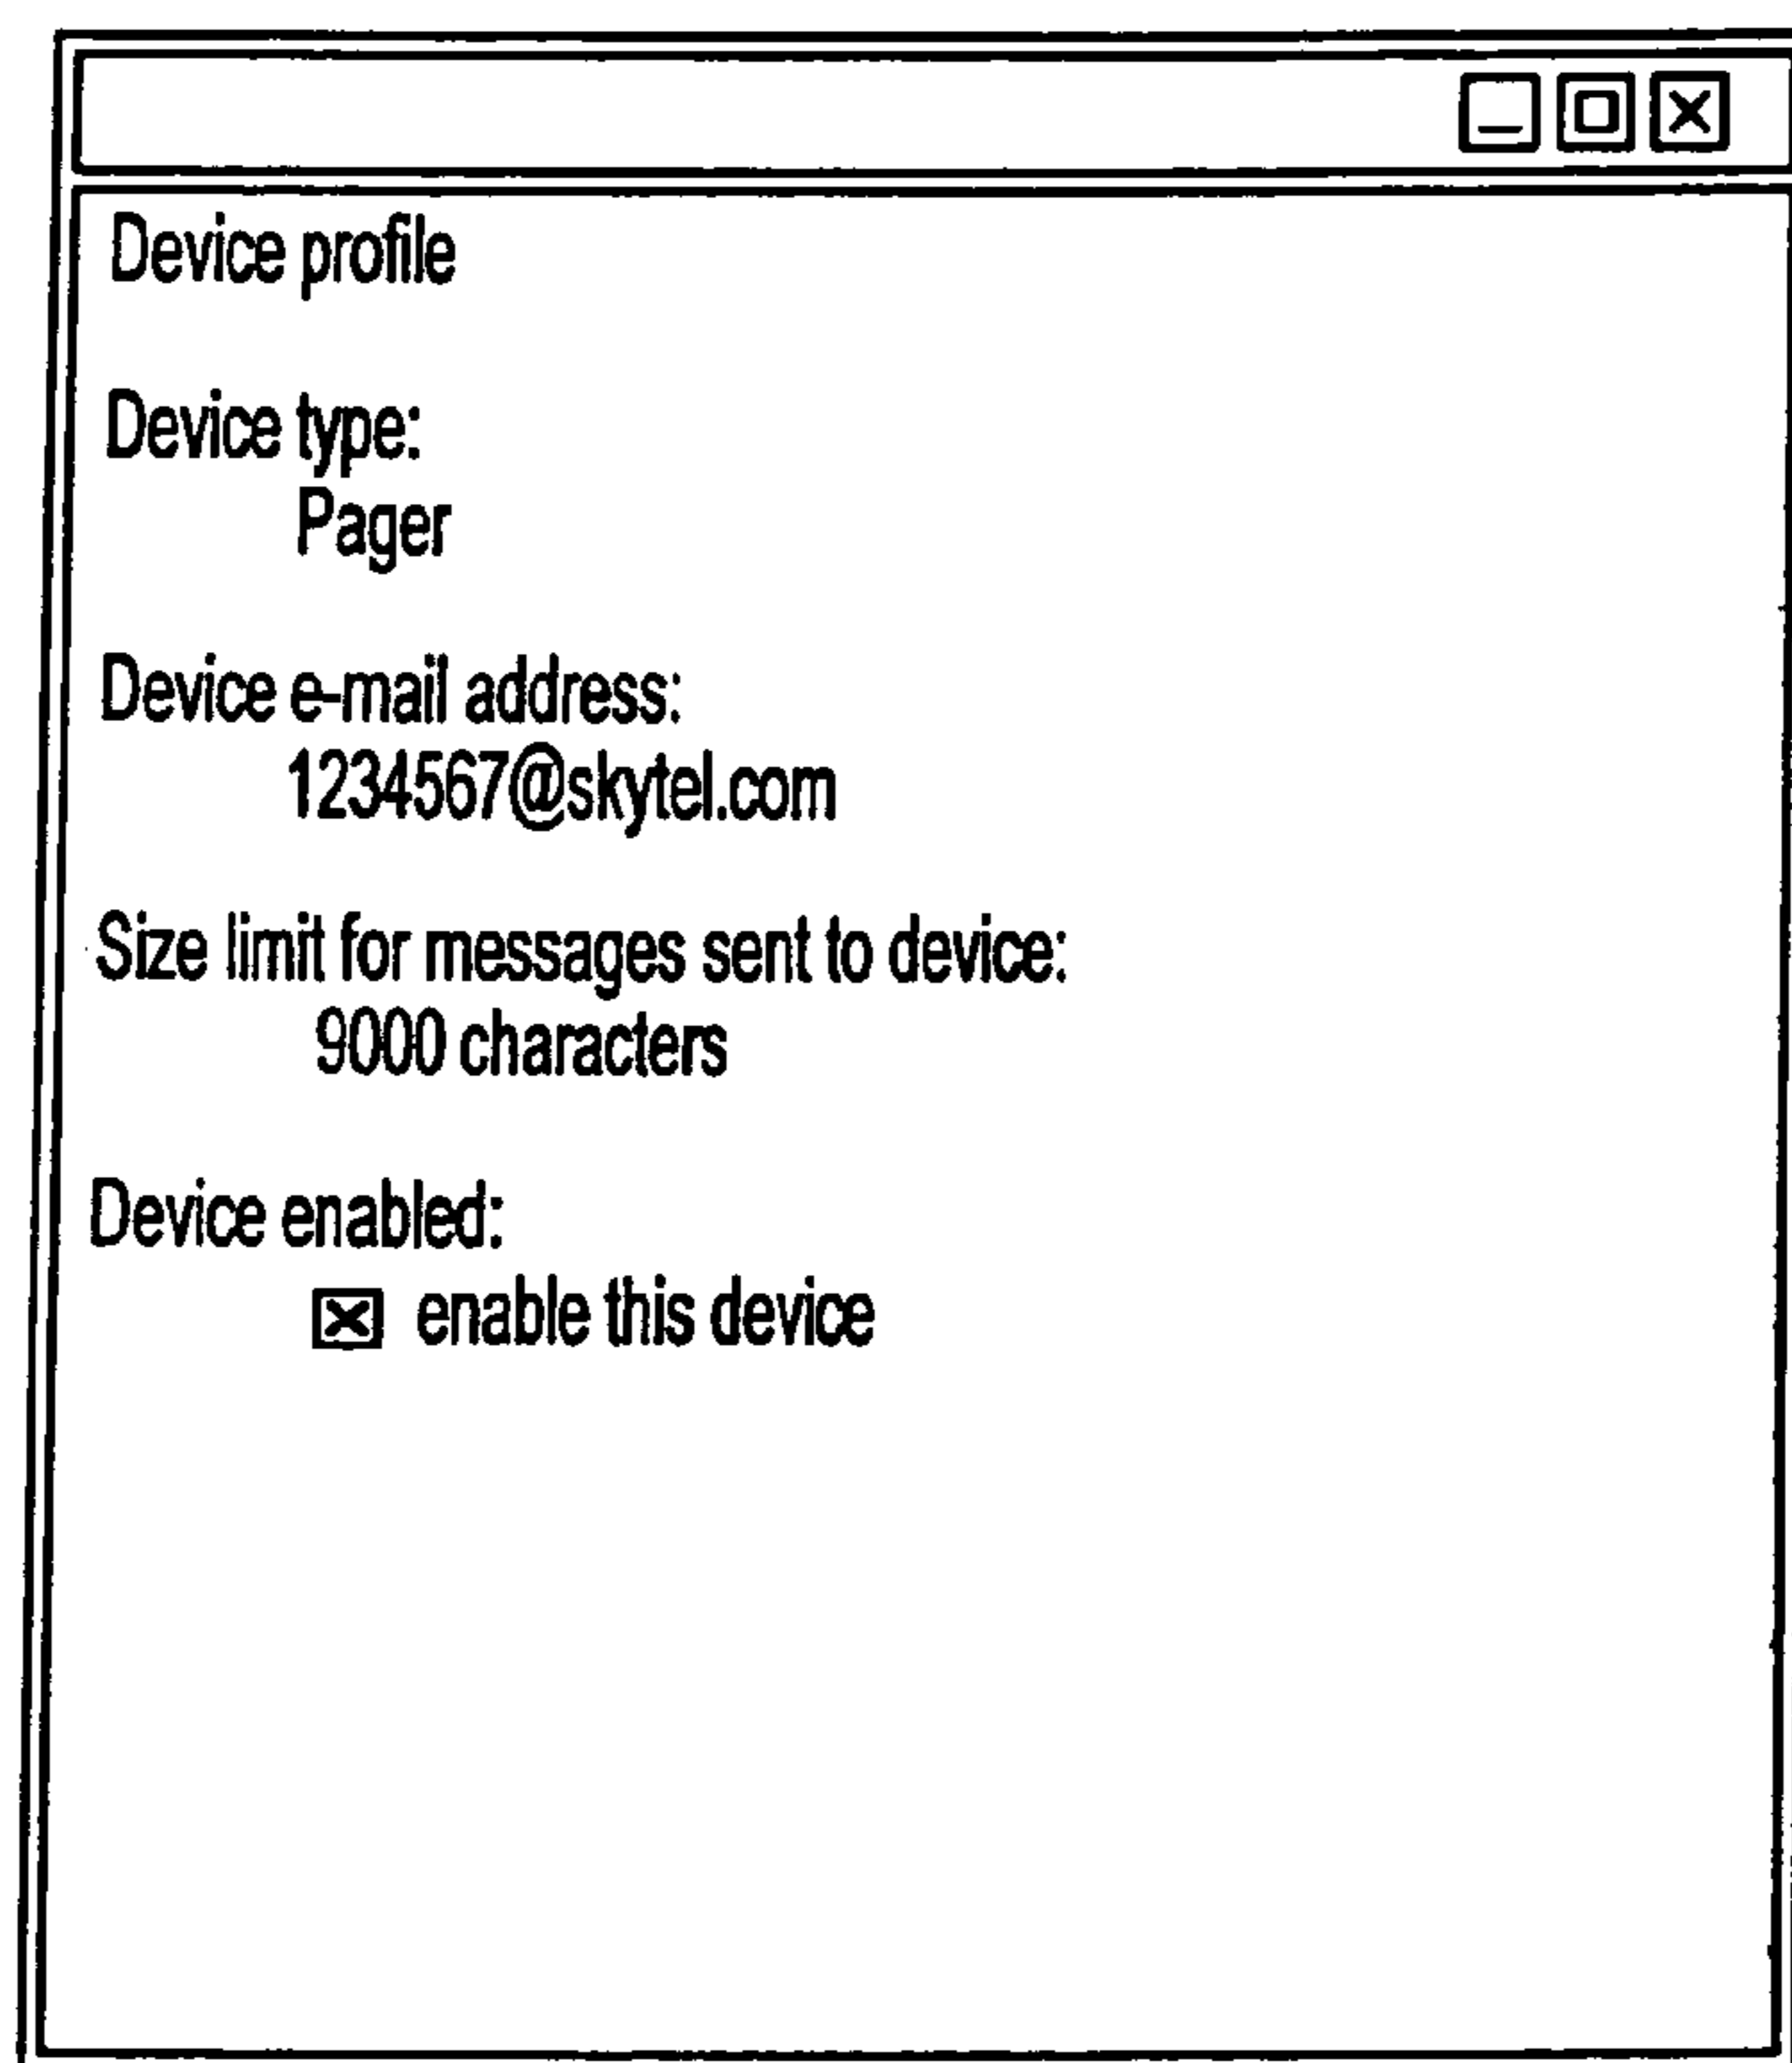 Device profile
Device type:
Pager
Device e-mail address:
1234567@skytel.com
Size limit for messages sent to device:
9000 characters
Device enabled:
enable this device